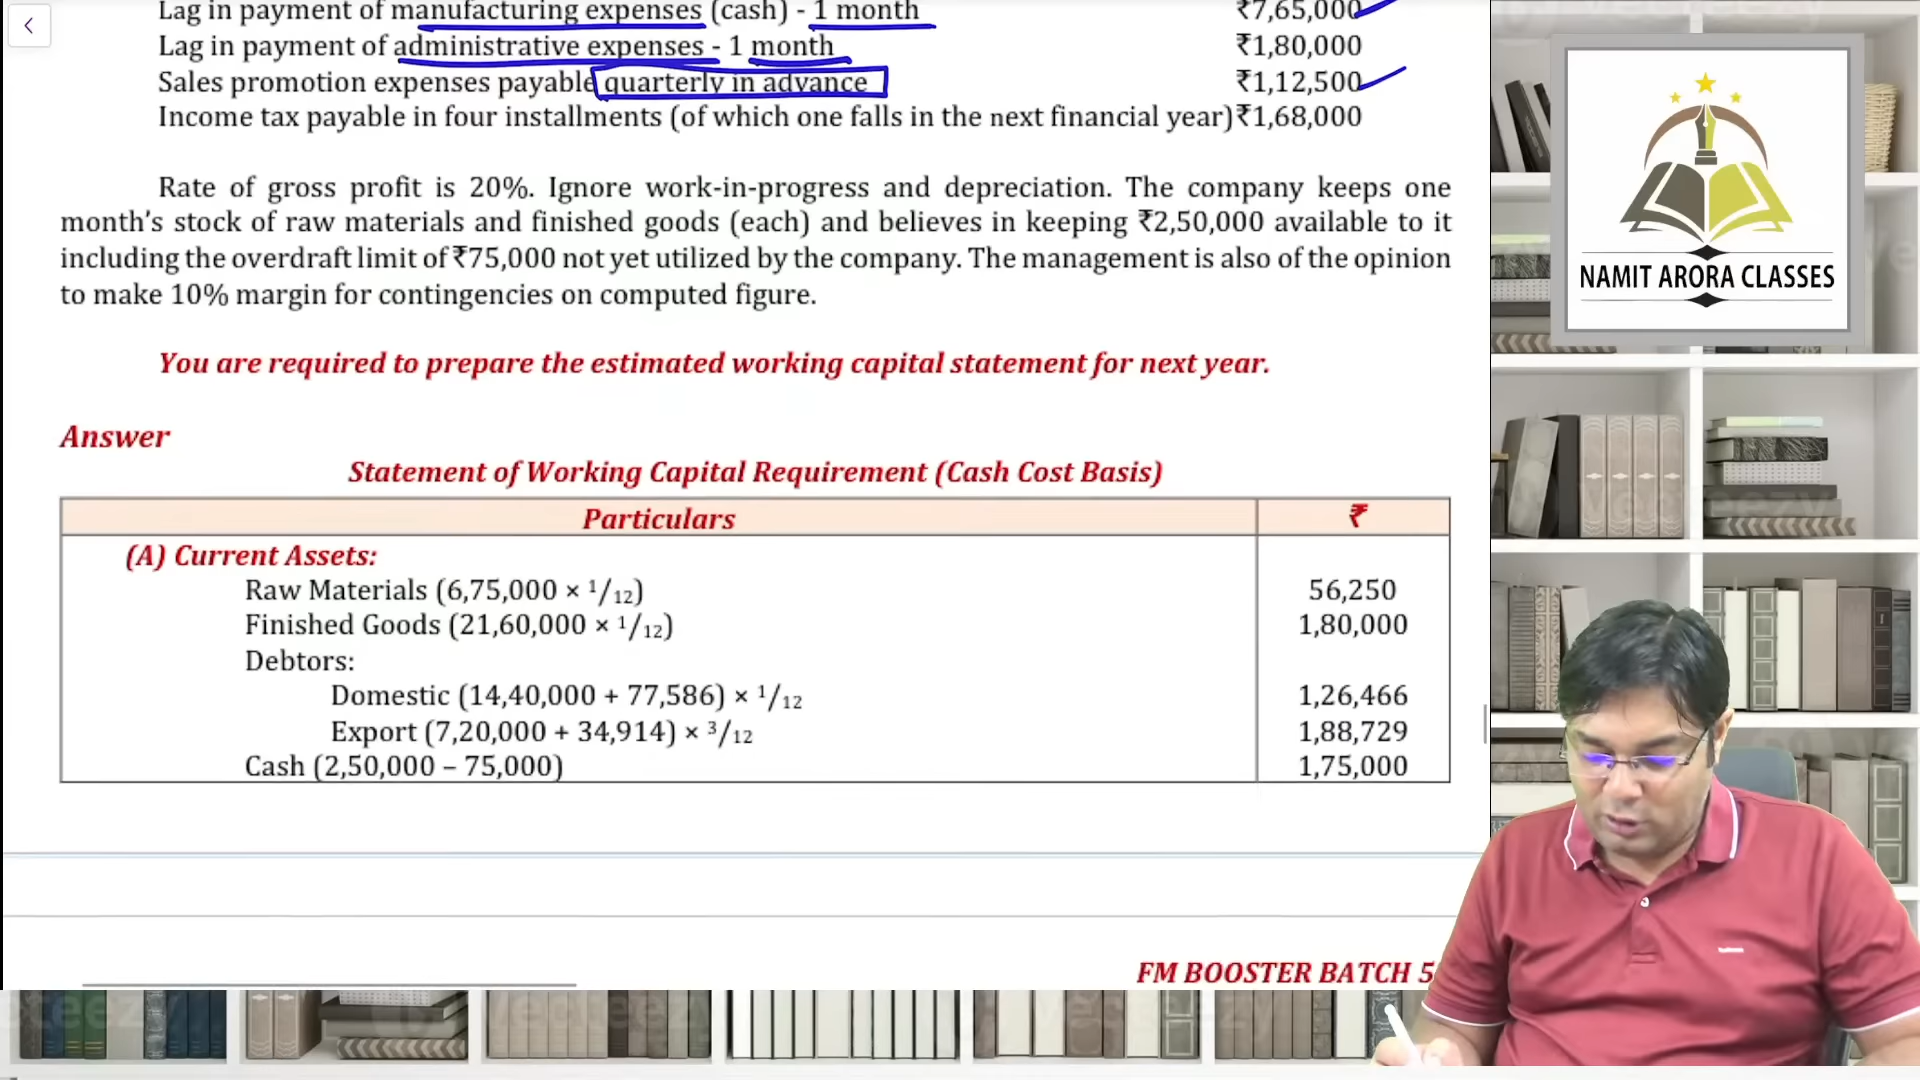 Lag in payment of manufacturing expenses (cash) - 1 month ₹7,65,000
Lag in payment of administrative expenses - 1 month ₹1,80,000
Sales promotion expenses payable quarterly in advance ₹1,12,500
Income tax payable in four installments (of which one falls in the next financial year) ₹1,68,000
Rate of gross profit is 20%. Ignore work-in-progress and depreciation. The company keeps one
month's stock of raw materials and finished goods (each) and believes in keeping ₹2,50,000 available to it
including the overdraft limit of ₹75,000 not yet utilized by the company. The management is also of the opinion
to make 10% margin for contingencies on computed figure.
You are required to prepare the estimated working capital statement for next year.
Answer
Statement of Working Capital Requirement (Cash Cost Basis)
Particulars ₹
(A) Current Assets:
Raw Materials (6,75,000 × 1/12) 56,250
Finished Goods (21,60,000 × 1/12) 1,80,000
Debtors:
Domestic (14,40,000 + 77,586) × 1/12 1,26,466
Export (7,20,000 + 34,914) × 3/12 1,88,729
Cash (2,50,000 – 75,000) 1,75,000
FM BOOSTER BATCH 5
NAMIT ARORA CLASSES